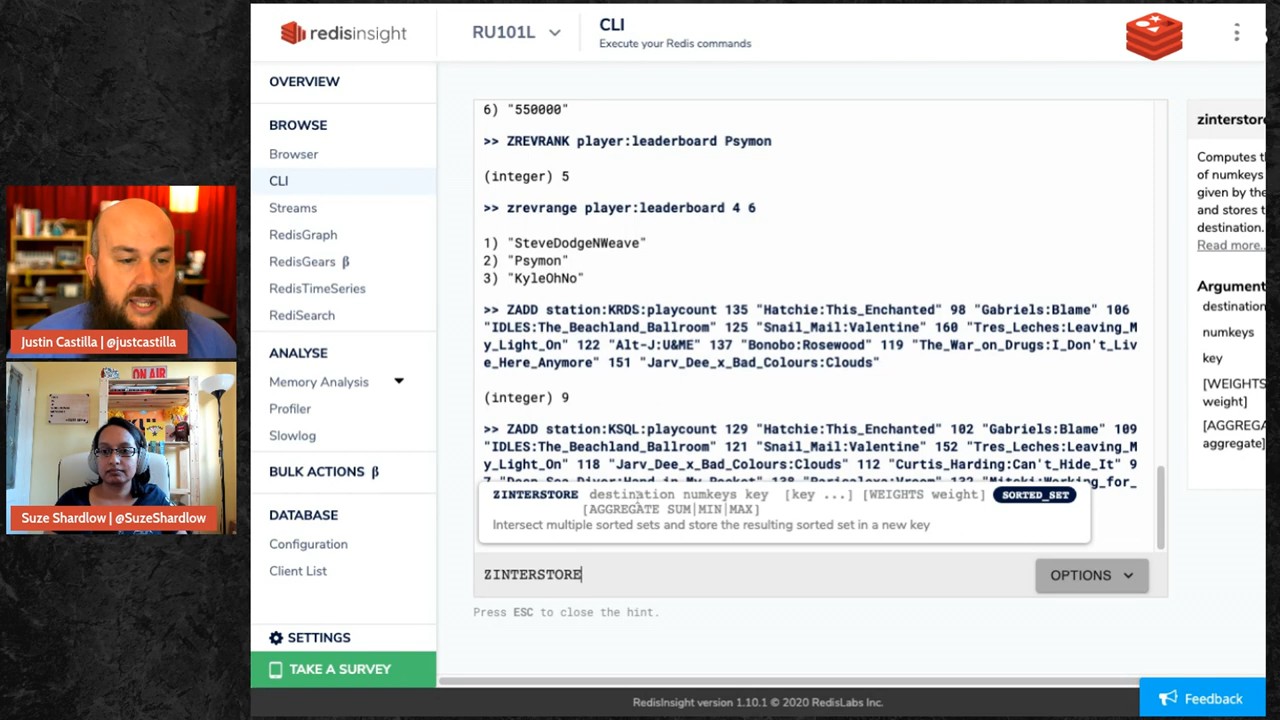 redisinsight
RU101L
CLI
Execute your Redis commands
OVERVIEW
BROWSE
Browser
CLI
Streams
RedisGraph
RedisGears β
RedisTimeSeries
RedisSearch
ANALYSE
Memory Analysis
Profiler
Slowlog
BULK ACTIONS β
DATABASE
Configuration
Client List
SETTINGS
TAKE A SURVEY
6) "550000"
>> ZREVRANK player:leaderboard Psymon
(integer) 5
>> zrevrange player:leaderboard 4 6
1) "SteveDodgeNWeave"
2) "Psymon"
3) "KyleOhNo"
>> ZADD station:KRDS:playcount 135 "Hatchie:This_Enchanted" 98 "Gabriels:Blame" 106
"IDLES:The_Beachland_Ballroom" 125 "Snail_Mail:Valentine" 160 "Tres_Leches:Leaving_M
y_Light_On" 122 "Alt-J:U&ME" 137 "Bonobo:Rosewood" 119 "The_War_on_Drugs:I_Don't_Liv
e_Here_Anymore" 151 "Jarv_Dee_x_Bad_Colours:Clouds"
(integer) 9
>> ZADD station:KSQL:playcount 129 "Hatchie:This_Enchanted" 102 "Gabriels:Blame" 109
"IDLES:The_Beachland_Ballroom" 121 "Snail_Mail:Valentine" 152 "Tres_Leches:Leaving_M
y_Light_On" 118 "Jarv_Dee_x_Bad_Colours:Clouds" 112 "Curtis_Harding:Can't_Hide_It" 9
ZINTERSTORE destination numkeys key [key ...] [WEIGHTS weight] SORTED_SET
[AGGREGATE SUM|MIN|MAX]
Intersect multiple sorted sets and store the resulting sorted set in a new key
ZINTERSTORE
OPTIONS
Press ESC to close the hint.
zinterstore
Computes th
of numkeys
given by the
and stores t
destination.
Read more..
Argument
destination
numkeys
key
[WEIGHTS
weight]
[AGGREGA
aggregate]
RedisInsight version 1.10.1 © 2020 RedisLabs Inc.
Feedback
Justin Castilla | @justcastilla
ON AIR
Suze Shardlow | @SuzeShardlow